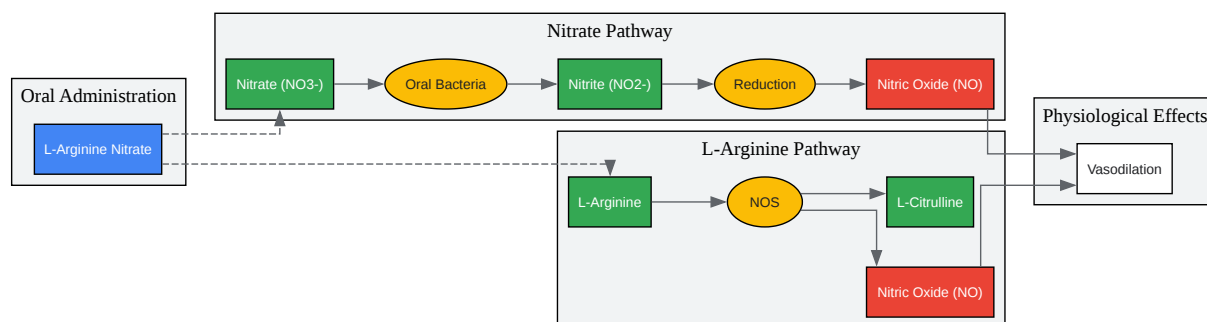 Nitrate Pathway
Nitrate (NO3-)
Oral Bacteria
Nitrite (NO2-)
Reduction
Nitric Oxide (NO)
Oral Administration
L-Arginine Nitrate
Physiological Effects
Vasodilation
L-Arginine Pathway
L-Arginine
NOS
L-Citrulline
Nitric Oxide (NO)